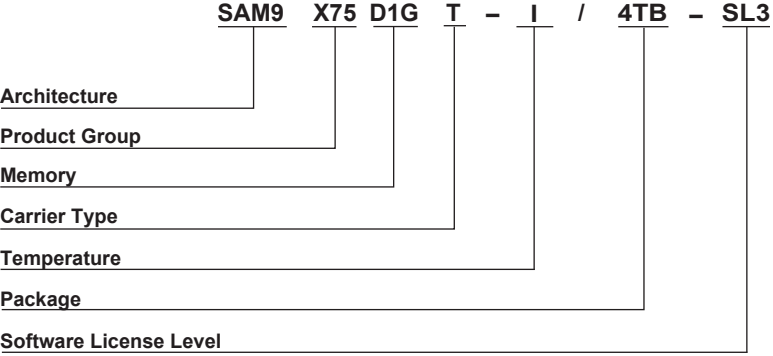 SAM9 X75 D1G T – I / 4TB – SL3
Architecture
Product Group
Memory
Carrier Type
Temperature
Package
Software License Level